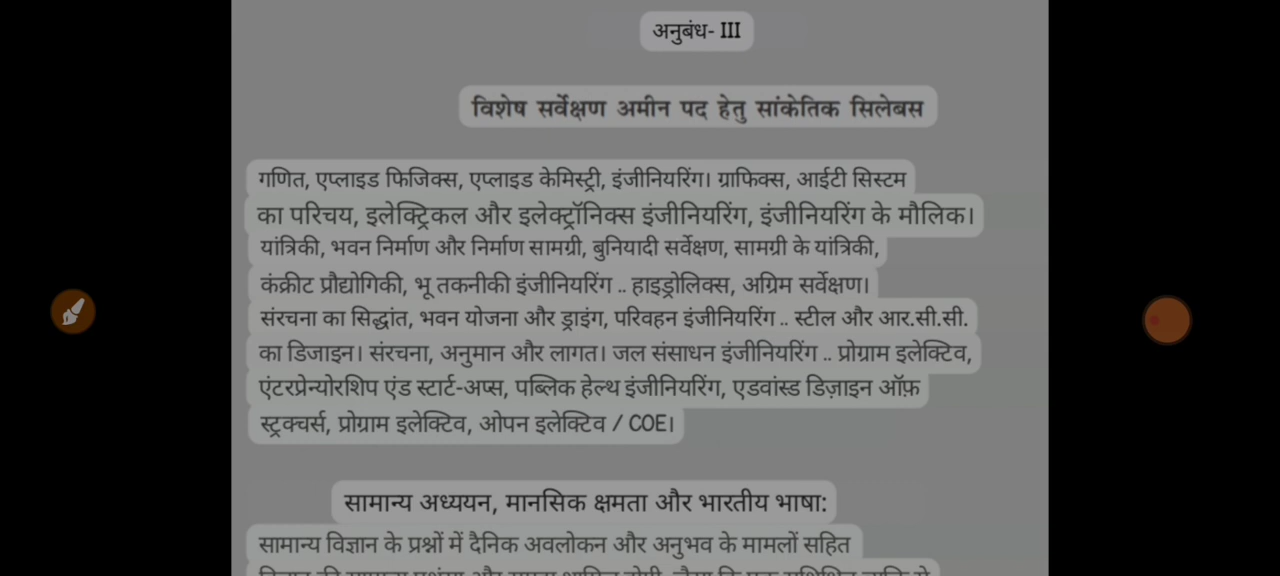 अनुबंध- III
विशेष सर्वेक्षण अमीन पद हेतु सांकेतिक सिलेबस
गणित, एप्लाइड फिजिक्स, एप्लाइड केमिस्ट्री, इंजीनियरिंग। ग्राफिक्स, आईटी सिस्टम
का परिचय, इलेक्ट्रिकल और इलेक्ट्रॉनिक्स इंजीनियरिंग, इंजीनियरिंग के मौलिक।
यांत्रिकी, भवन निर्माण और निर्माण सामग्री, बुनियादी सर्वेक्षण, सामग्री के यांत्रिकी,
कंक्रीट प्रौद्योगिकी, भू तकनीकी इंजीनियरिंग .. हाइड्रोलिक्स, अग्रिम सर्वेक्षण।
संरचना का सिद्धांत, भवन योजना और ड्राइंग, परिवहन इंजीनियरिंग .. स्टील और आर.सी.सी.
का डिजाइन। संरचना, अनुमान और लागत। जल संसाधन इंजीनियरिंग .. प्रोग्राम इलेक्टिव,
एंटरप्रेन्योरशिप एंड स्टार्ट-अप्स, पब्लिक हेल्थ इंजीनियरिंग, एडवांस्ड डिज़ाइन ऑफ़
स्ट्रक्चर्स, प्रोग्राम इलेक्टिव, ओपन इलेक्टिव / COE।
सामान्य अध्ययन, मानसिक क्षमता और भारतीय भाषा:
सामान्य विज्ञान के प्रश्नों में दैनिक अवलोकन और अनुभव के मामलों सहित